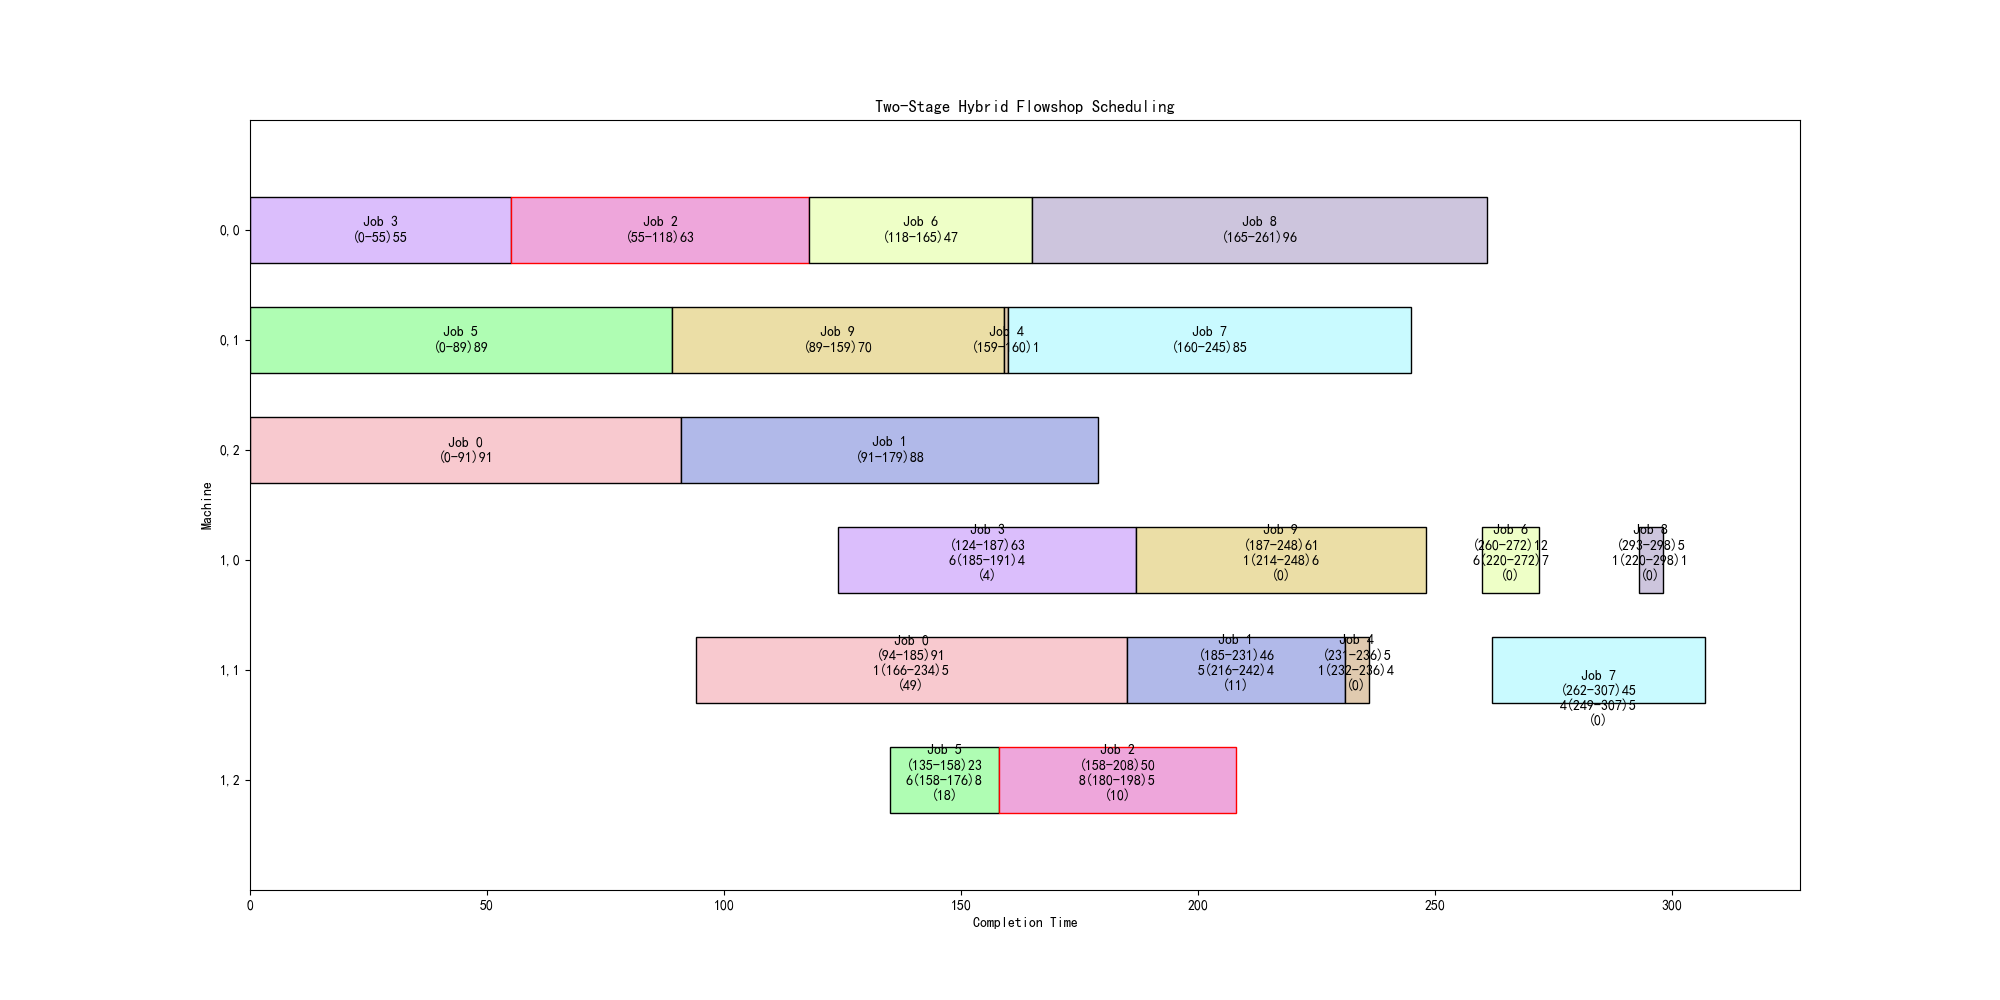 Two-Stage Hybrid Flowshop Scheduling
0,0
Job 3
(0-55)55
Job 2
(55-118)63
Job 6
(118-165)47
Job 8
(165-261)96
0,1
Job 5
(0-89)89
Job 9
(89-159)70
Job 4
(159-160)1
Job 7
(160-245)85
0,2
Job 0
(0-91)91
Job 1
(91-179)88
Machine
1,0
Job 3
(124-187)63
6(185-191)4
(4)
Job 9
(187-248)61
1(214-248)6
(0)
Job 6
(260-272)12
6(220-272)7
(0)
Job 8
(293-298)5
1(220-298)1
(0)
1,1
Job 0
(94-185)91
1(166-234)5
(49)
Job 1
(185-231)46
5(216-242)4
(11)
Job 4
(231-236)5
1(232-236)4
(0)
Job 7
(262-307)45
4(249-307)5
(0)
1,2
Job 5
(135-158)23
6(158-176)8
(18)
Job 2
(158-208)50
8(180-198)5
(10)
0
50
100
150
200
250
300
Completion Time